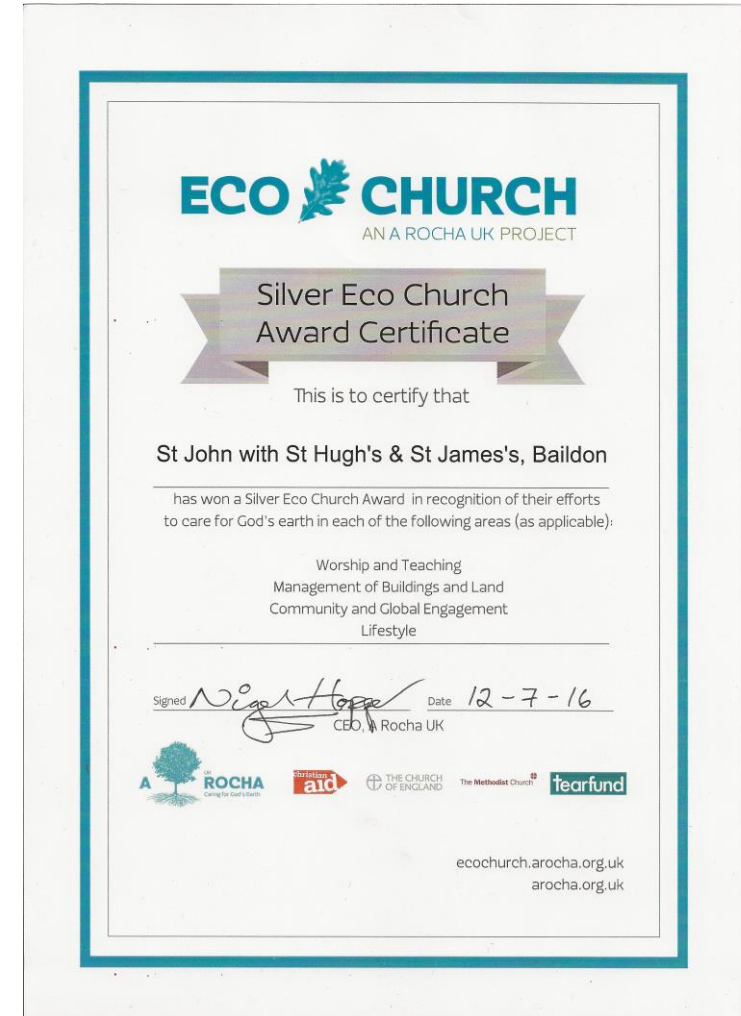 ECO CHURCH
AN A ROCHA UK PROJECT
Silver Eco Church
Award Certificate
This is to certify that
St John with St Hugh's & St James's, Baildon
has won a Silver Eco Church Award in recognition of their efforts
to care for God's earth in each of the following areas (as applicable):
Worship and Teaching
Management of Buildings and Land
Community and Global Engagement
Lifestyle
Signed Nigel Hopper Date 12-7-16
CEO, A Rocha UK
A ROCHA UK
Caring for God's Earth
christian
aid
THE CHURCH
OF ENGLAND
The Methodist Church
tearfund
ecochurch.arocha.org.uk
arocha.org.uk